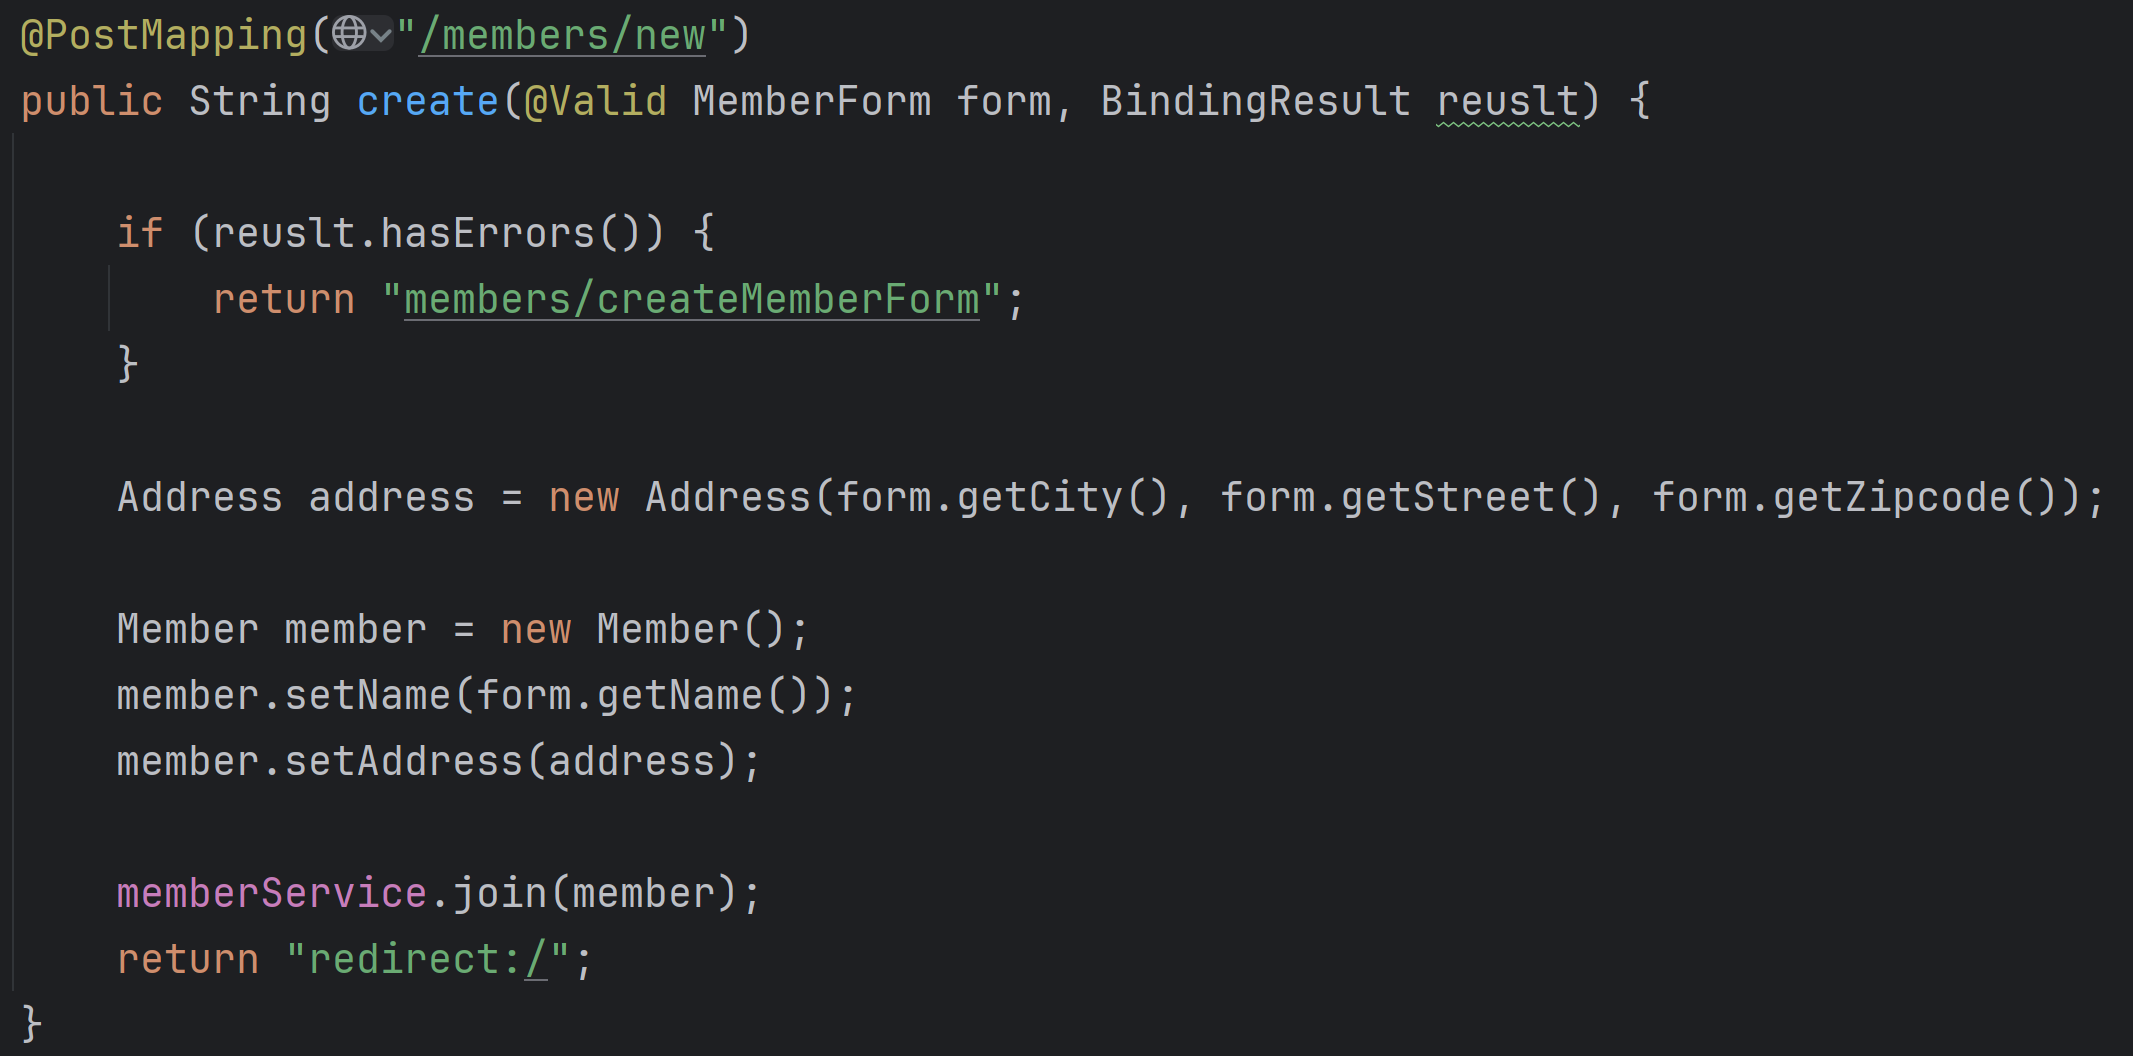 @PostMapping("/members/new")
public String create(@Valid MemberForm form, BindingResult reuslt) {
if (reuslt.hasErrors()) {
return "members/createMemberForm";
}
Address address = new Address(form.getCity(), form.getStreet(), form.getZipcode());
Member member = new Member();
member.setName(form.getName());
member.setAddress(address);
memberService.join(member);
return "redirect:/";
}